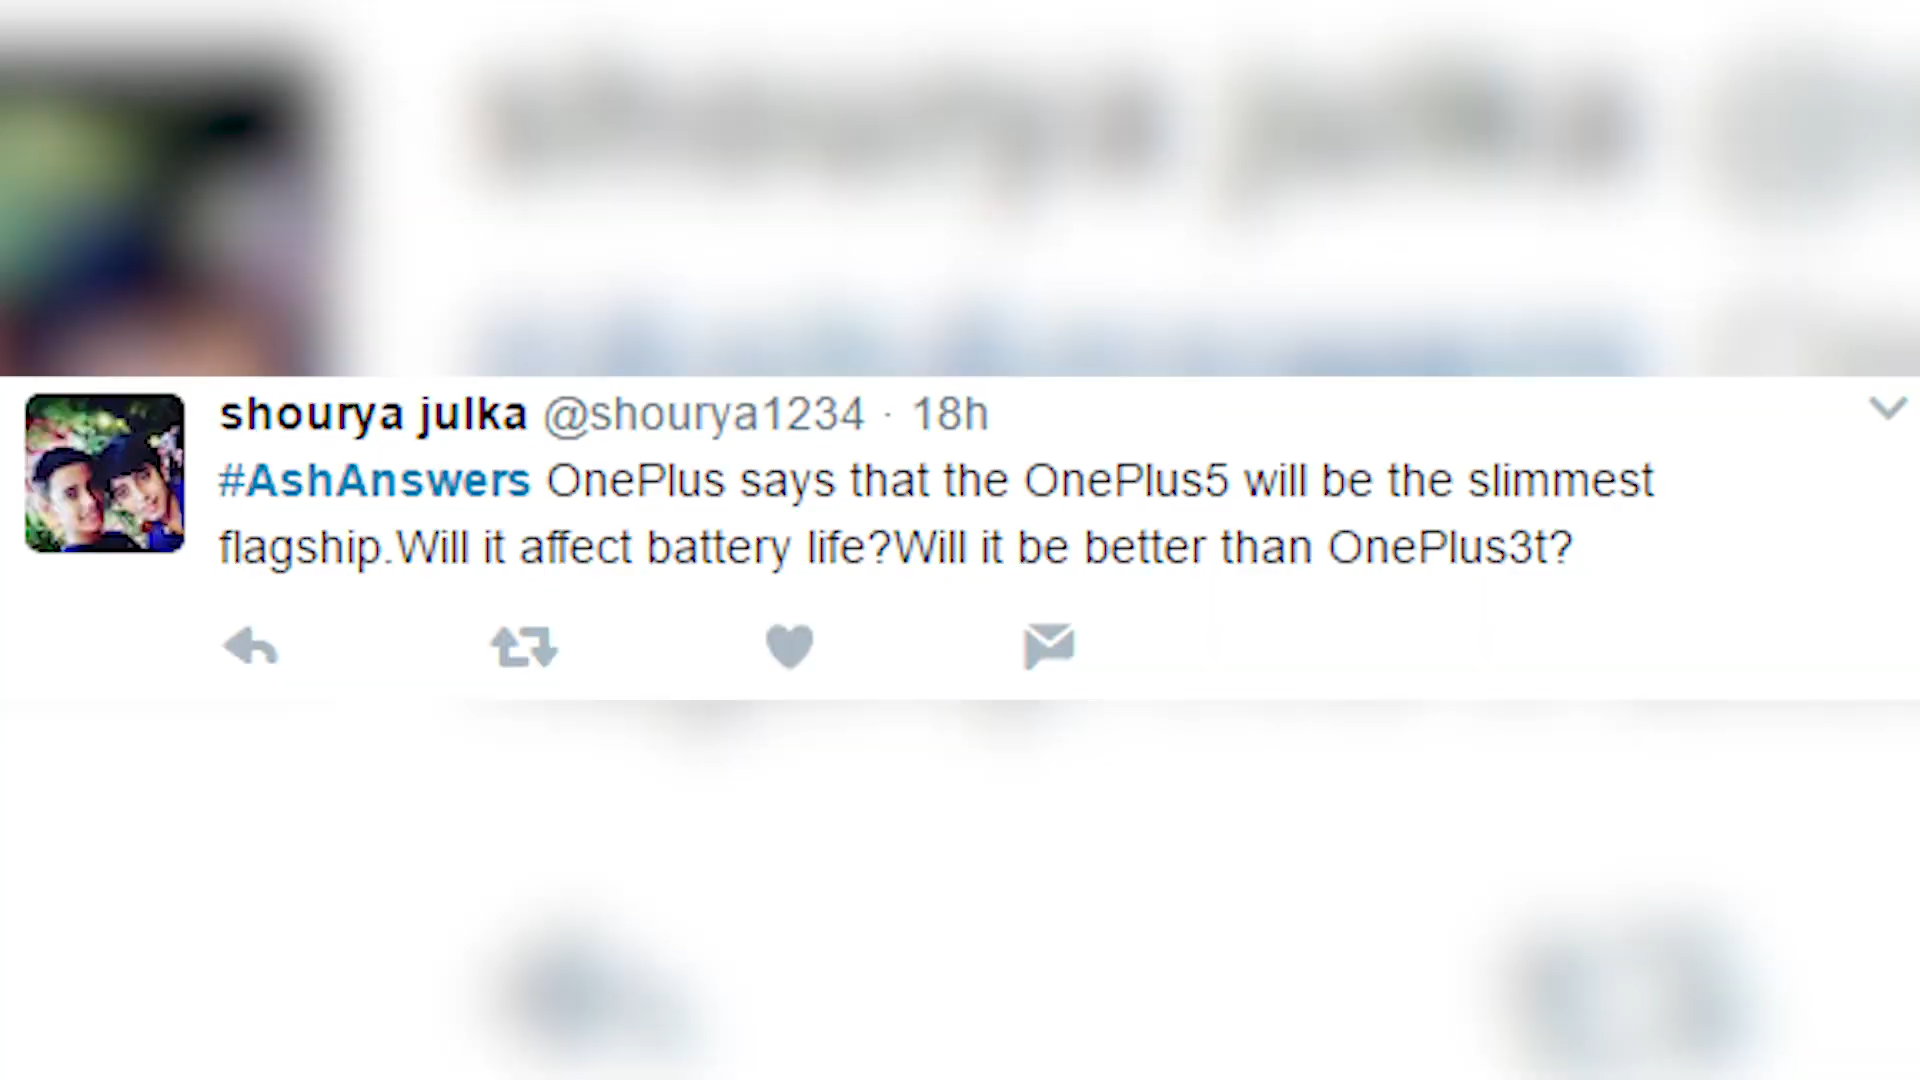 shourya julka @shourya1234 · 18h
#AshAnswers OnePlus says that the OnePlus5 will be the slimmest
flagship.Will it affect battery life?Will it be better than OnePlus3t?